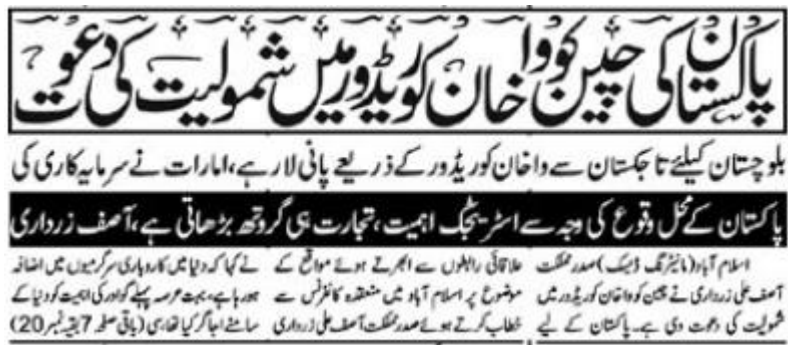 پاکستان کی چین کو واخان کوریڈور میں شمولیت کی دعوت
بلوچستان کیلئے تاجکستان سے واخان کوریڈور کے ذریعے پانی لا رہے، امارات نے سرمایہ کاری کی
پاکستان کے محل وقوع کی وجہ سے اسٹریٹجک اہمیت، تجارت ہی گروتھ بڑھاتی ہے، آصف زرداری
اسلام آباد (مانیٹرنگ ڈیسک) صدر مملکت
آصف علی زرداری نے چین کو واخان کوریڈور میں
شمولیت کی دعوت دی ہے۔ پاکستان کے لیے
علاقائی رابطوں سے ابھرتے ہوئے مواقع کے
موضوع پر اسلام آباد میں منعقدہ کانفرنس سے
خطاب کرتے ہوئے صدر مملکت آصف علی زرداری
نے کہا کہ دنیا میں کاروباری سرگرمیوں میں اضافہ
ہو رہا ہے، بہت عرصہ پہلے گوادر کی اہمیت کو دنیا کے
سامنے اجاگر کیا تھا، سی (باقی صفحہ 7 بقیہ نمبر 20)